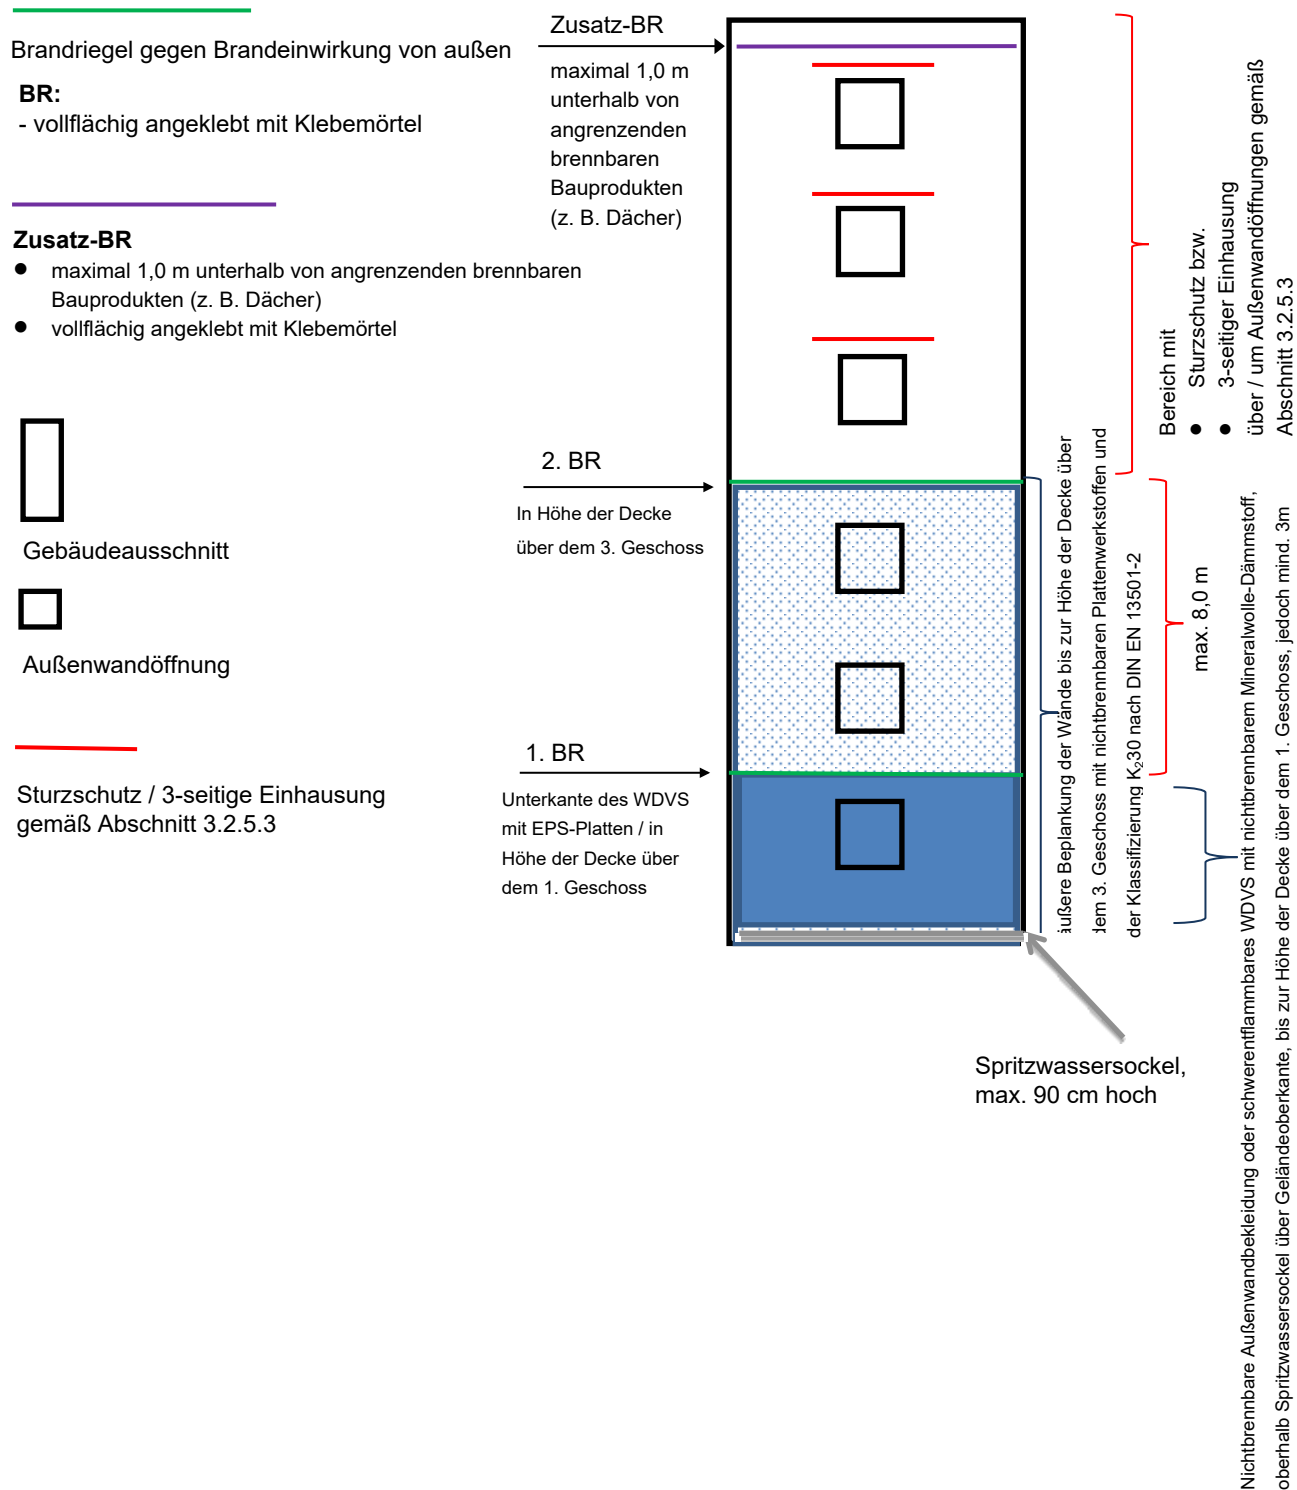 Brandriegel gegen Brandeinwirkung von außen
BR:
- vollflächig angeklebt mit Klebemörtel
Zusatz-BR
● maximal 1,0 m unterhalb von angrenzenden brennbaren
Bauprodukten (z. B. Dächer)
● vollflächig angeklebt mit Klebemörtel
Gebäudeausschnitt
Außenwandöffnung
Sturzschutz / 3-seitige Einhausung
gemäß Abschnitt 3.2.5.3
Zusatz-BR
maximal 1,0 m
unterhalb von
angrenzenden
brennbaren
Bauprodukten
(z. B. Dächer)
2. BR
In Höhe der Decke
über dem 3. Geschoss
1. BR
Unterkante des WDVS
mit EPS-Platten / in
Höhe der Decke über
dem 1. Geschoss
Bereich mit
● Sturzschutz bzw.
● 3-seitiger Einhausung
über / um Außenwandöffnungen gemäß
Abschnitt 3.2.5.3
äußere Beplankung der Wände bis zur Höhe der Decke über
dem 3. Geschoss mit nichtbrennbaren Plattenwerkstoffen und
der Klassifizierung K₂30 nach DIN EN 13501-2
max. 8,0 m
Nichtbrennbare Außenwandbekleidung oder schwerentflammbares WDVS mit nichtbrennbarem Mineralwolle-Dämmstoff,
oberhalb Spritzwassersockel über Geländeoberkante, bis zur Höhe der Decke über dem 1. Geschoss, jedoch mind. 3m
Spritzwassersockel,
max. 90 cm hoch